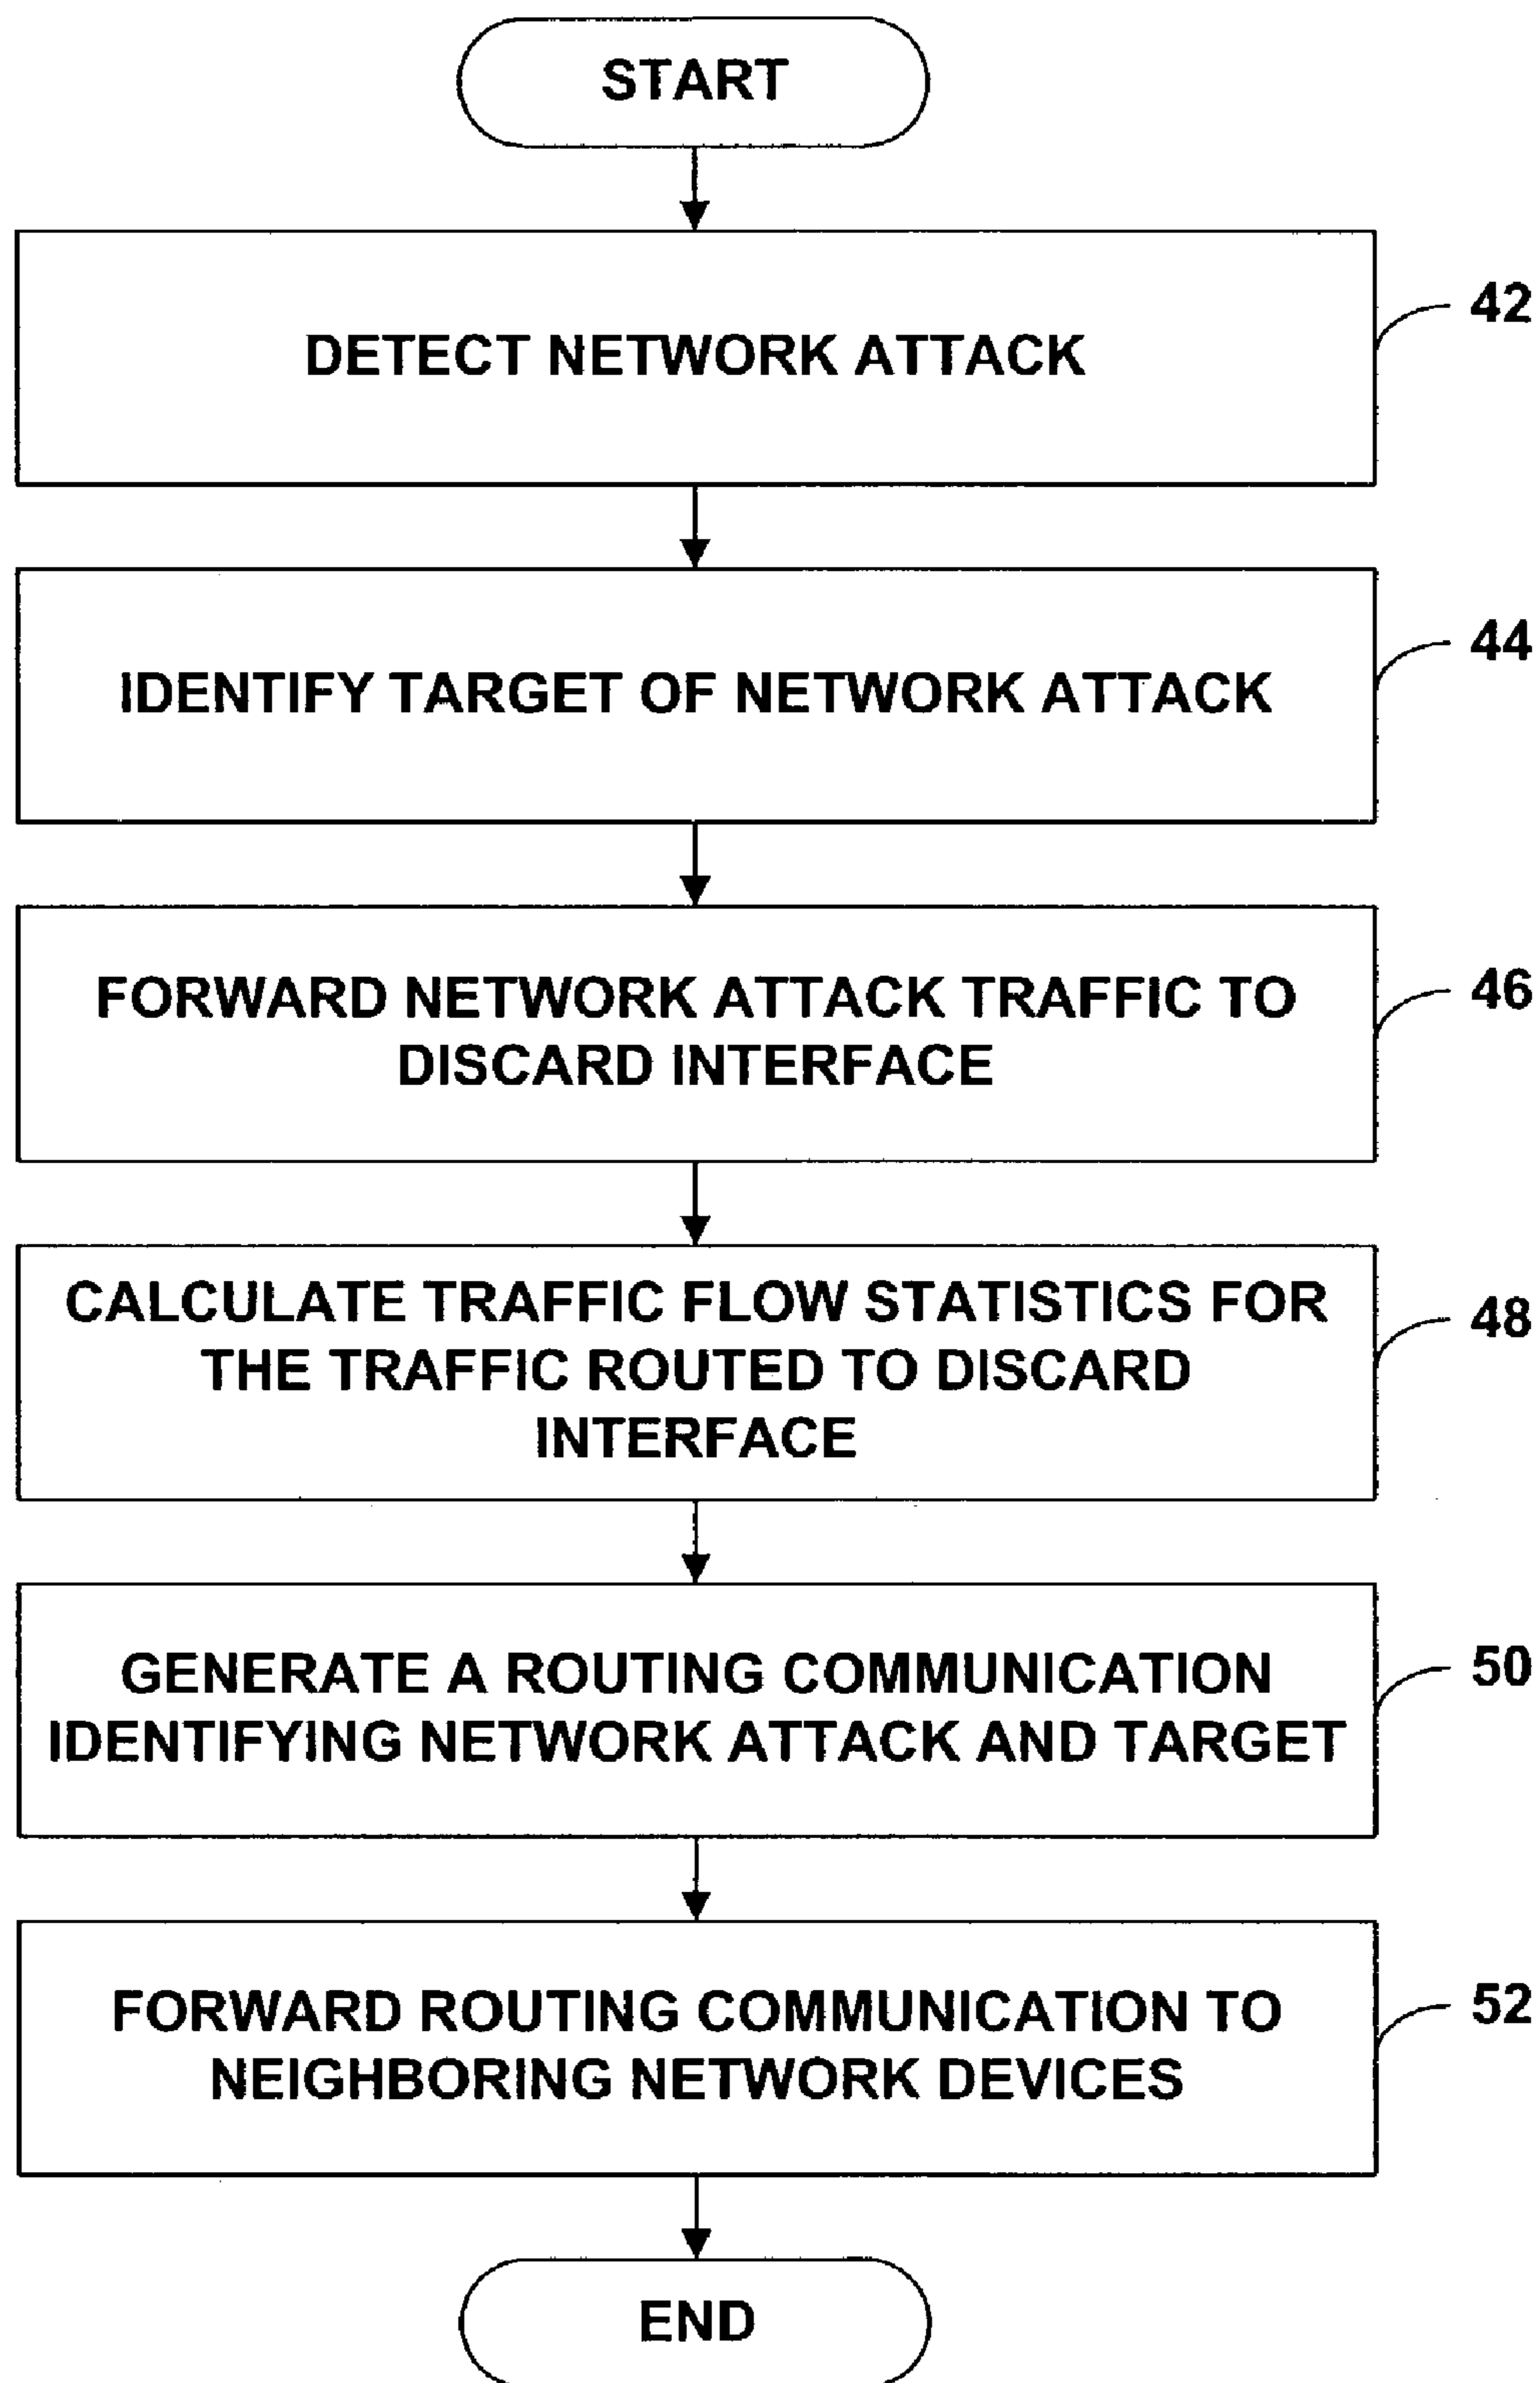 START
DETECT NETWORK ATTACK
42
IDENTIFY TARGET OF NETWORK ATTACK
44
FORWARD NETWORK ATTACK TRAFFIC TO
DISCARD INTERFACE
46
CALCULATE TRAFFIC FLOW STATISTICS FOR
THE TRAFFIC ROUTED TO DISCARD
INTERFACE
48
GENERATE A ROUTING COMMUNICATION
IDENTIFYING NETWORK ATTACK AND TARGET
50
FORWARD ROUTING COMMUNICATION TO
NEIGHBORING NETWORK DEVICES
52
END